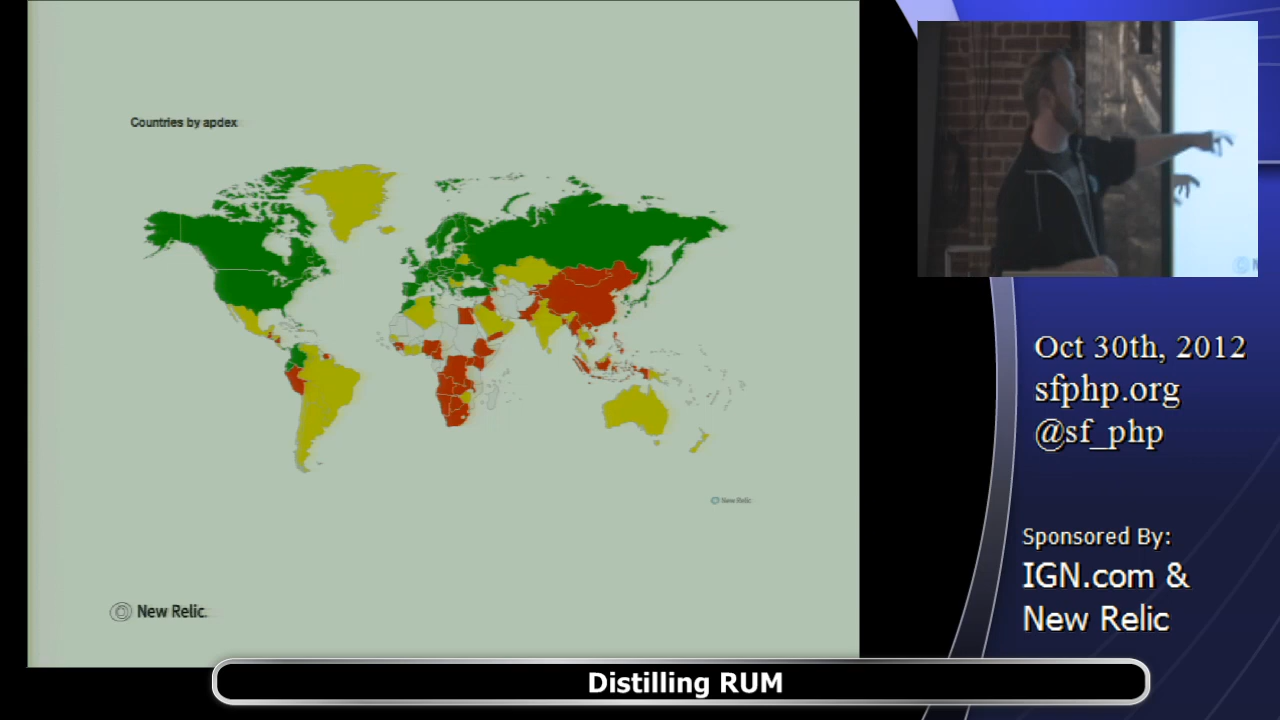 Countries by apdex
New Relic
New Relic.
Oct 30th, 2012
sfphp.org
@sf_php
Sponsored By:
IGN.com &
New Relic
Distilling RUM